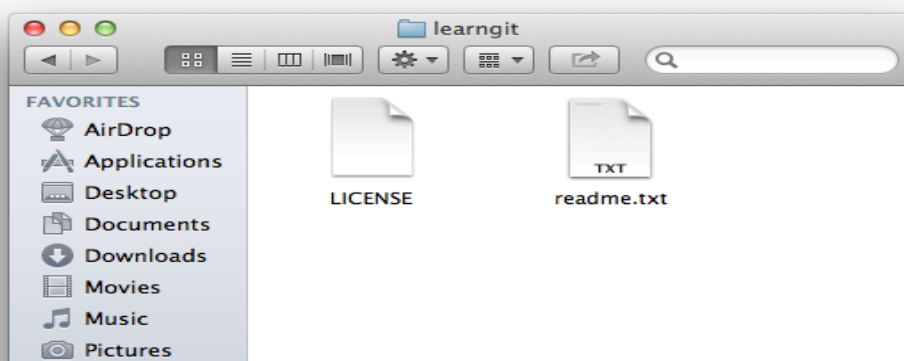 learngit
FAVORITES
AirDrop
Applications
Desktop
Documents
Downloads
Movies
Music
Pictures
TXT
LICENSE
readme.txt